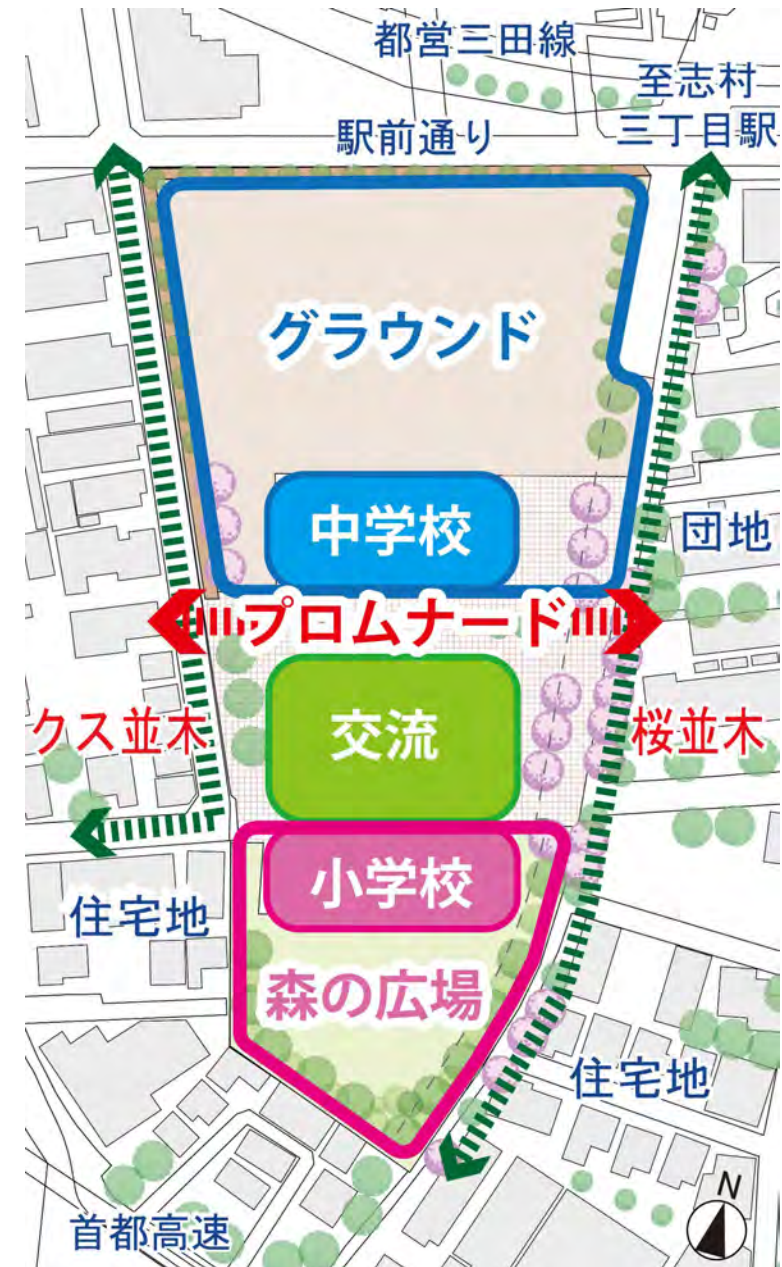 都営三田線
至志村
三丁目駅
駅前通り
グラウンド
中学校
団地
プロムナード
クス並木
交流
桜並木
小学校
住宅地
森の広場
住宅地
首都高速
N